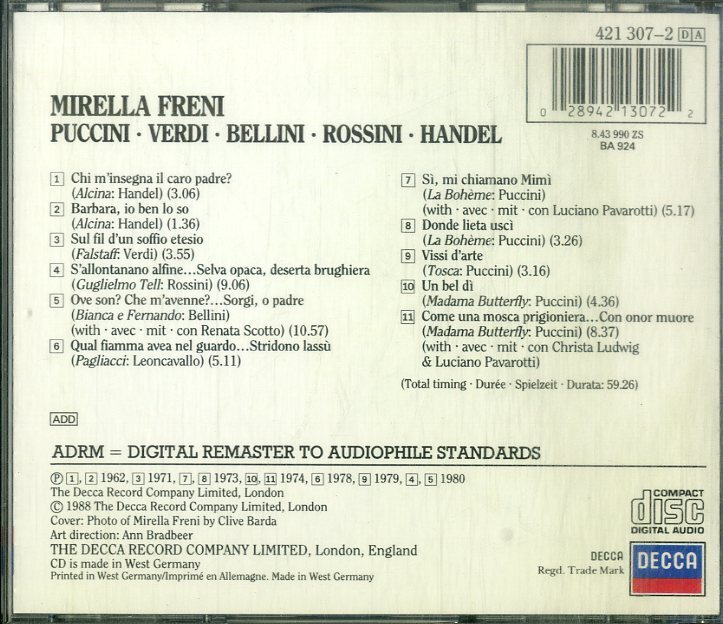 421 307-2 DA
0 28942 13072 2
8.43 990 ZS
BA 924
MIRELLA FRENI
PUCCINI · VERDI · BELLINI · ROSSINI · HANDEL
1 Chi m'insegna il caro padre?
(Alcina: Handel) (3.06)
2 Barbara, io ben lo so
(Alcina: Handel) (1.36)
3 Sul fil d'un soffio etesio
(Falstaff: Verdi) (3.55)
4 S'allontanano alfine...Selva opaca, deserta brughiera
(Guglielmo Tell: Rossini) (9.06)
5 Ove son? Che m'avenne?...Sorgi, o padre
(Bianca e Fernando: Bellini)
(with · avec · mit · con Renata Scotto) (10.57)
6 Qual fiamma avea nel guardo...Stridono lassù
(Pagliacci: Leoncavallo) (5.11)
7 Sì, mi chiamano Mimì
(La Bohème: Puccini)
(with · avec · mit · con Luciano Pavarotti) (5.17)
8 Donde lieta uscì
(La Bohème: Puccini) (3.26)
9 Vissi d'arte
(Tosca: Puccini) (3.16)
10 Un bel dì
(Madama Butterfly: Puccini) (4.36)
11 Come una mosca prigioniera...Con onor muore
(Madama Butterfly: Puccini) (8.37)
(with · avec · mit · con Christa Ludwig
& Luciano Pavarotti)
(Total timing · Durée · Spielzeit · Durata: 59.26)
ADD
ADRM = DIGITAL REMASTER TO AUDIOPHILE STANDARDS
℗ 1, 2 1962, 3 1971, 7, 8 1973, 10, 11 1974, 6 1978, 9 1979, 4, 5 1980
The Decca Record Company Limited, London
© 1988 The Decca Record Company Limited, London
Cover: Photo of Mirella Freni by Clive Barda
Art direction: Ann Bradbeer
THE DECCA RECORD COMPANY LIMITED, London, England
CD is made in West Germany
Printed in West Germany/Imprimé en Allemagne. Made in West Germany
COMPACT
disc
DIGITAL AUDIO
DECCA
Regd. Trade Mark
DECCA